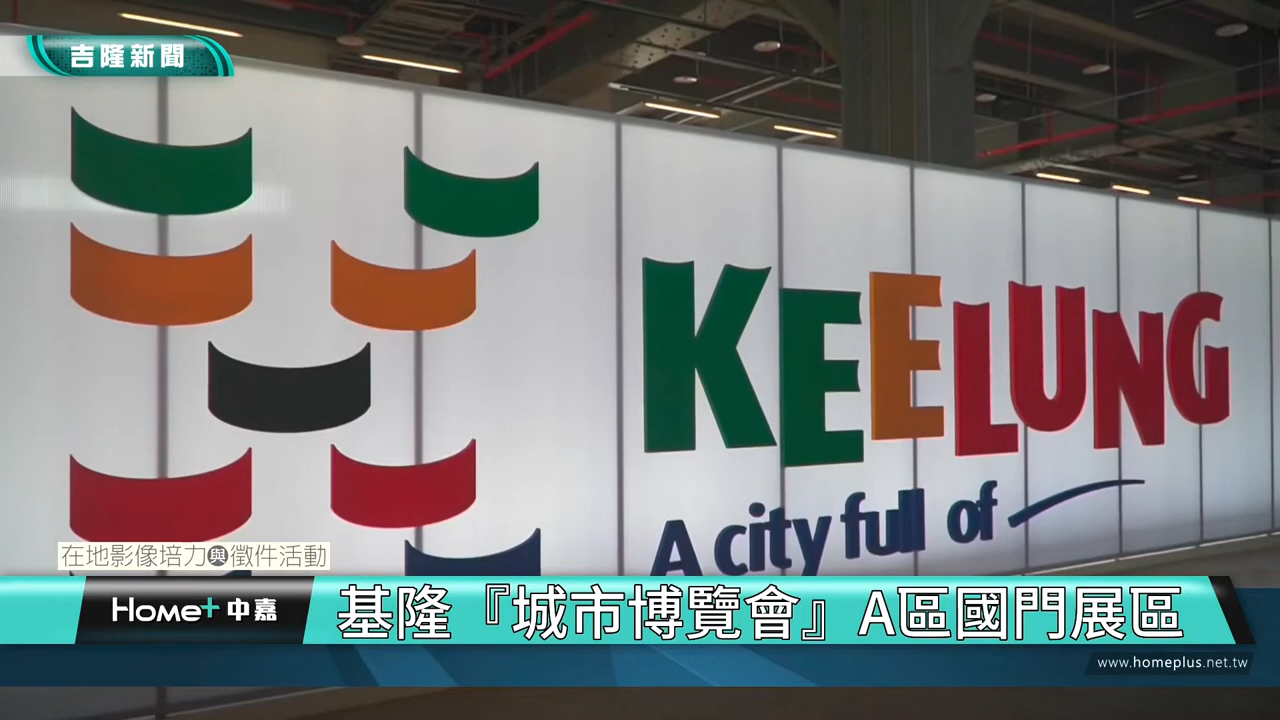 吉隆新聞
KEELUNG
A city full of
在地影像培力與徵件活動
Home+中嘉
基隆『城市博覽會』A區國門展區
www.homeplus.net.tw